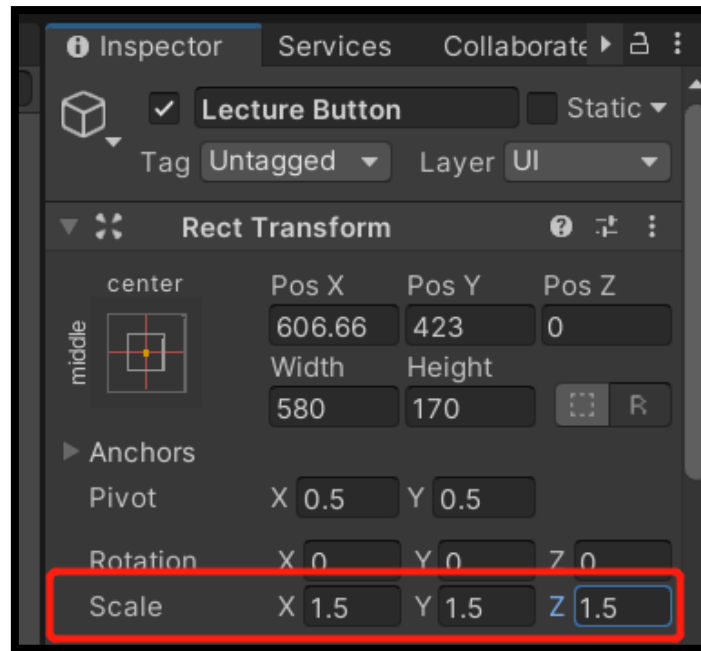 Inspector Services Collaborate
Lecture Button Static
Tag Untagged Layer UI
Rect Transform
center Pos X Pos Y Pos Z
middle 606.66 423 0
Width Height
580 170 R
Anchors
Pivot X 0.5 Y 0.5
Rotation X 0 Y 0 Z 0
Scale X 1.5 Y 1.5 Z 1.5